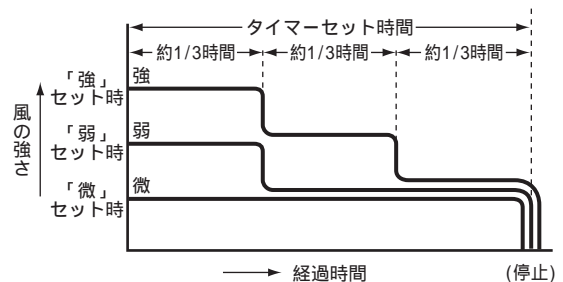 タイマーセット時間
約1/3時間 約1/3時間 約1/3時間
「強」
セット時
強
「弱」
セット時
弱
「微」
セット時
微
風の強さ
経過時間
(停止)